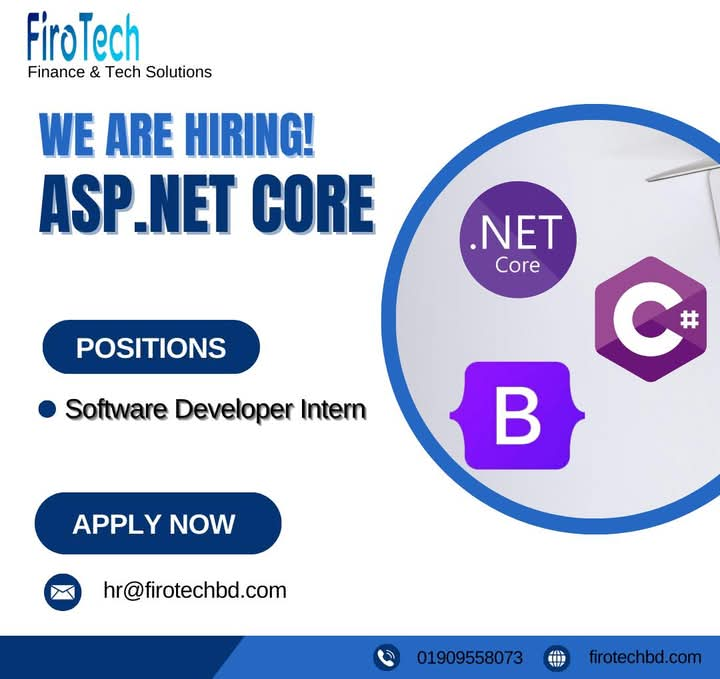 FiroTech
Finance & Tech Solutions
WE ARE HIRING!
ASP.NET CORE
.NET
Core
C#
B
POSITIONS
Software Developer Intern
APPLY NOW
hr@firotechbd.com
01909558073
firotechbd.com